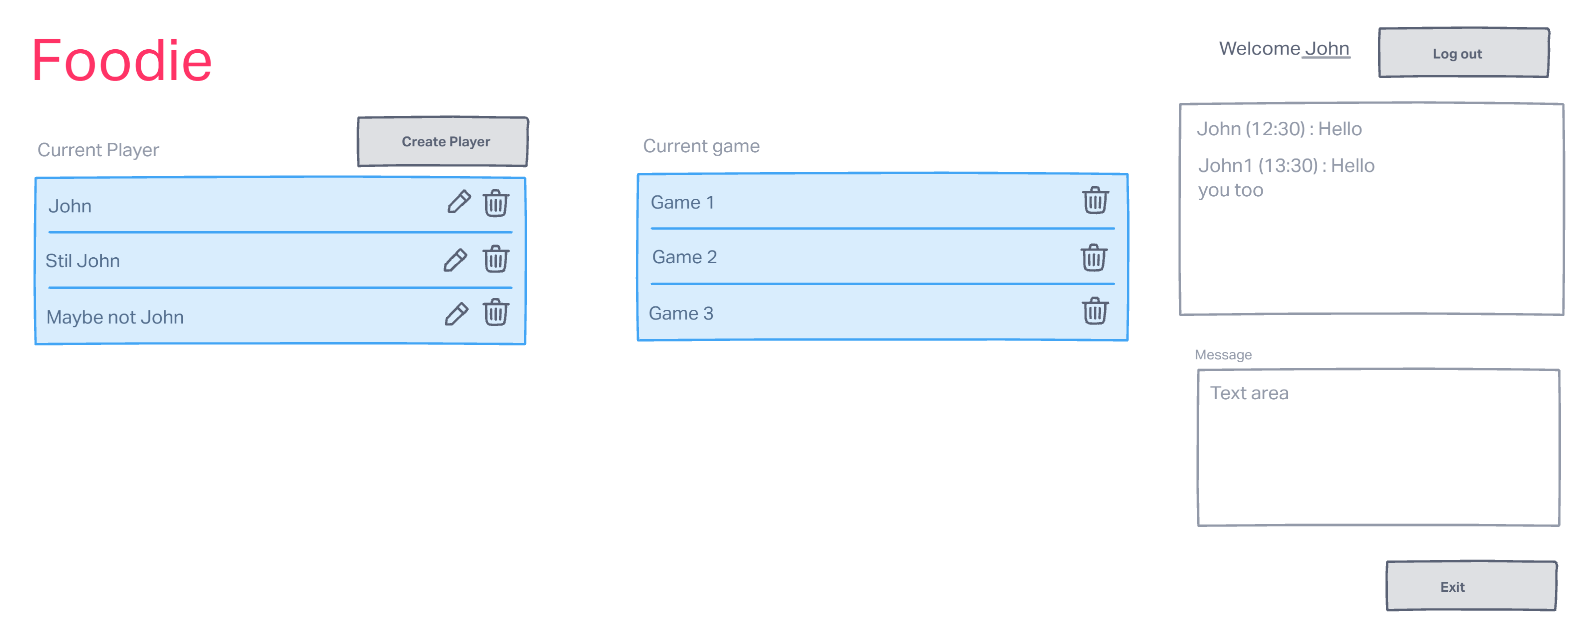 Foodie
Welcome John
Log out
Current Player
Create Player
John
Stil John
Maybe not John
Current game
Game 1
Game 2
Game 3
John (12:30) : Hello
John1 (13:30) : Hello
you too
Message
Text area
Exit